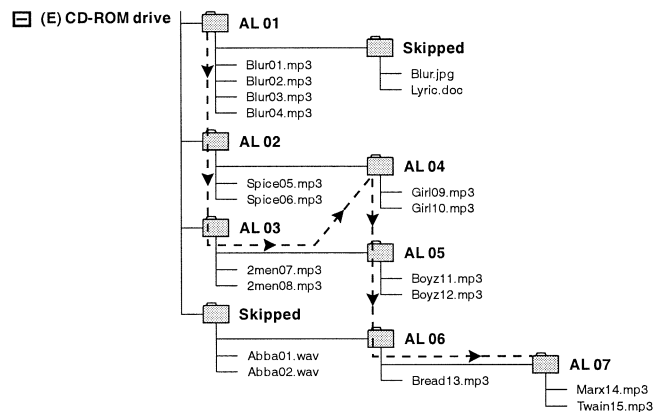 (E) CD-ROM drive
AL 01
Skipped
Blur01.mp3
Blur02.mp3
Blur03.mp3
Blur04.mp3
Blur.jpg
Lyric.doc
AL 02
AL 04
Spice05.mp3
Spice06.mp3
Girl09.mp3
Girl10.mp3
AL 03
AL 05
2men07.mp3
2men08.mp3
Boyz11.mp3
Boyz12.mp3
Skipped
AL 06
Abba01.wav
Abba02.wav
Bread13.mp3
AL 07
Marx14.mp3
Twain15.mp3